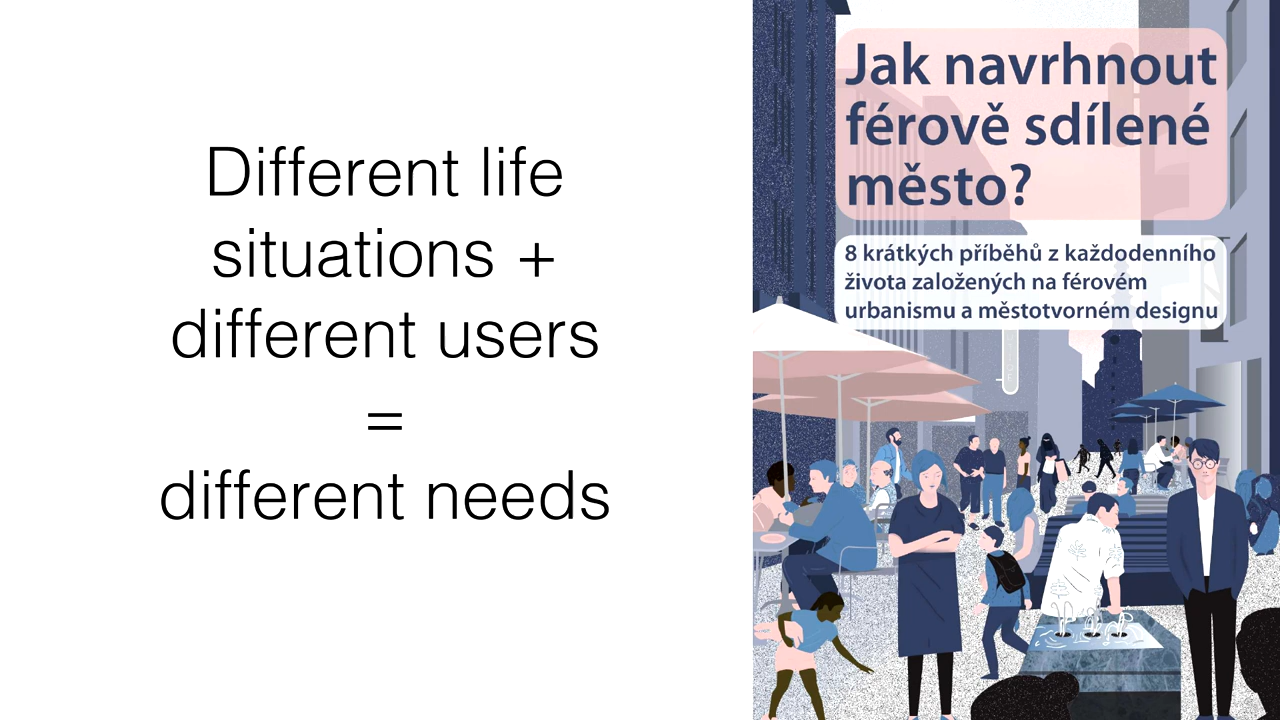 Different life
situations +
different users
=
different needs
Jak navrhnout
férově sdílené
město?
8 krátkých příběhů z každodenního
života založených na férovém
urbanismu a městotvorném designu